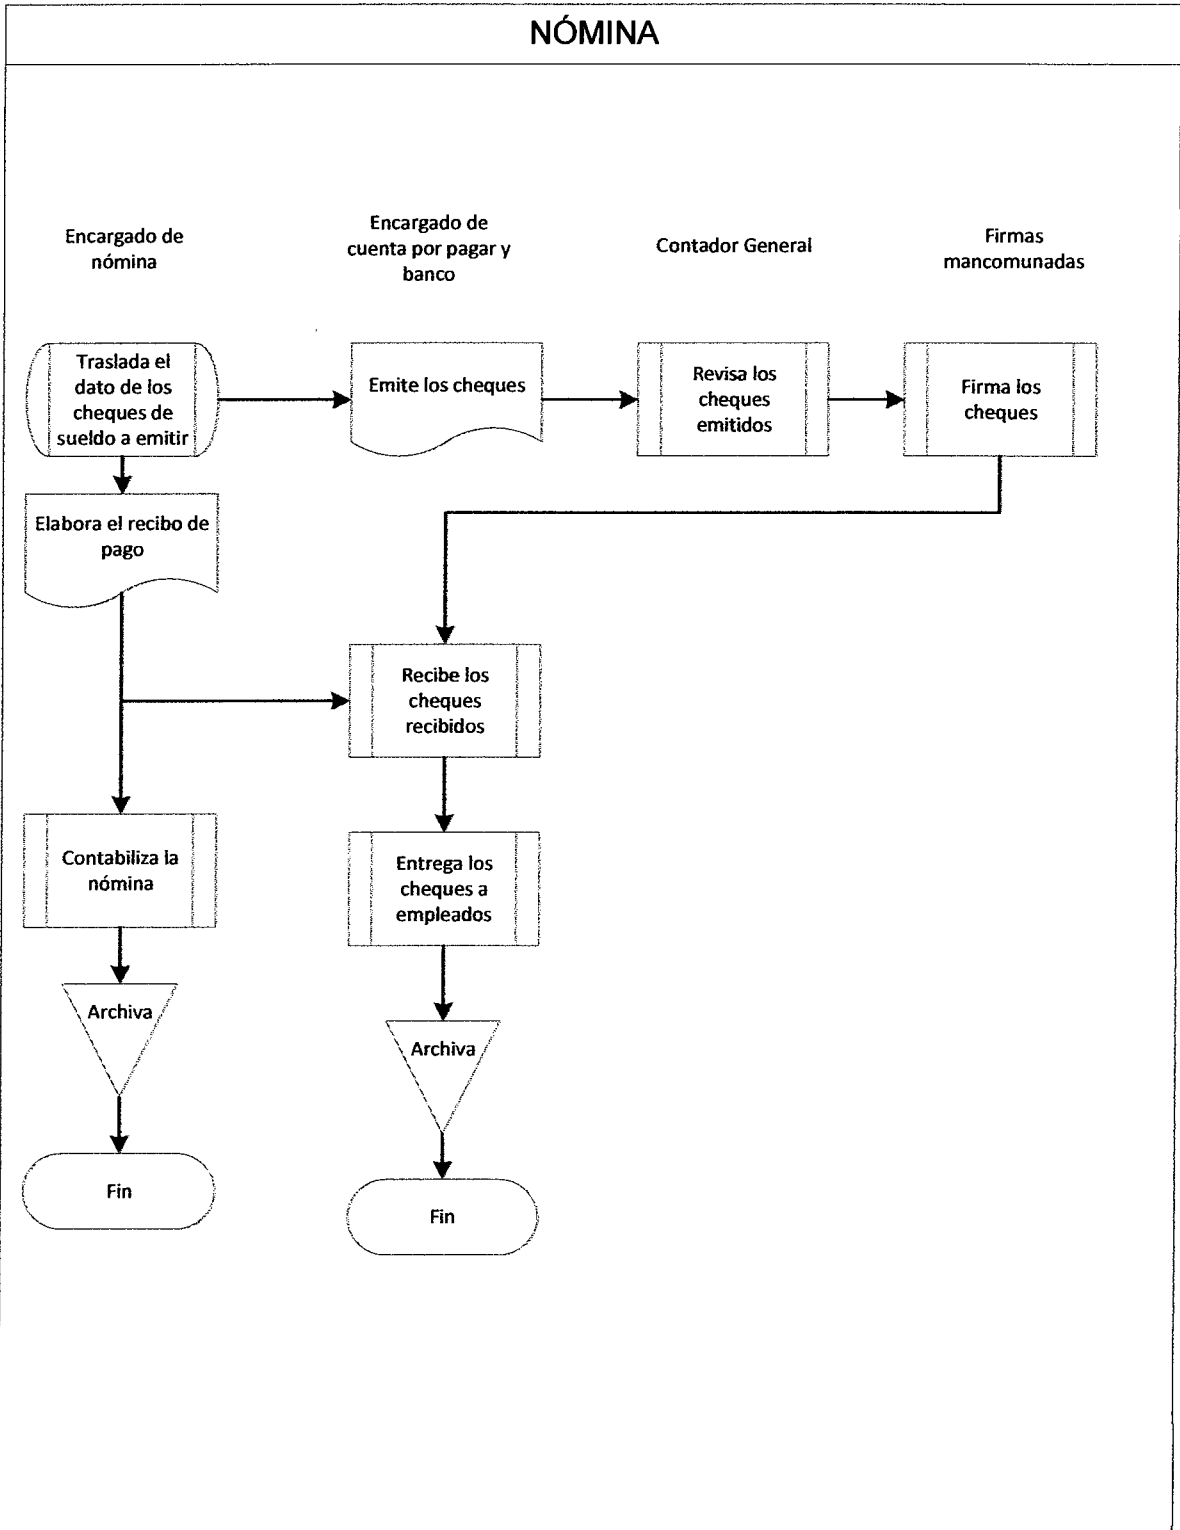 NÓMINA
Encargado de
nómina
Encargado de
cuenta por pagar y
banco
Contador General
Firmas
mancomunadas
Traslada el
dato de los
cheques de
sueldo a emitir
Emite los cheques
Revisa los
cheques
emitidos
Firma los
cheques
Elabora el recibo de
pago
Recibe los
cheques
recibidos
Contabiliza la
nómina
Entrega los
cheques a
empleados
Archiva
Archiva
Fin
Fin